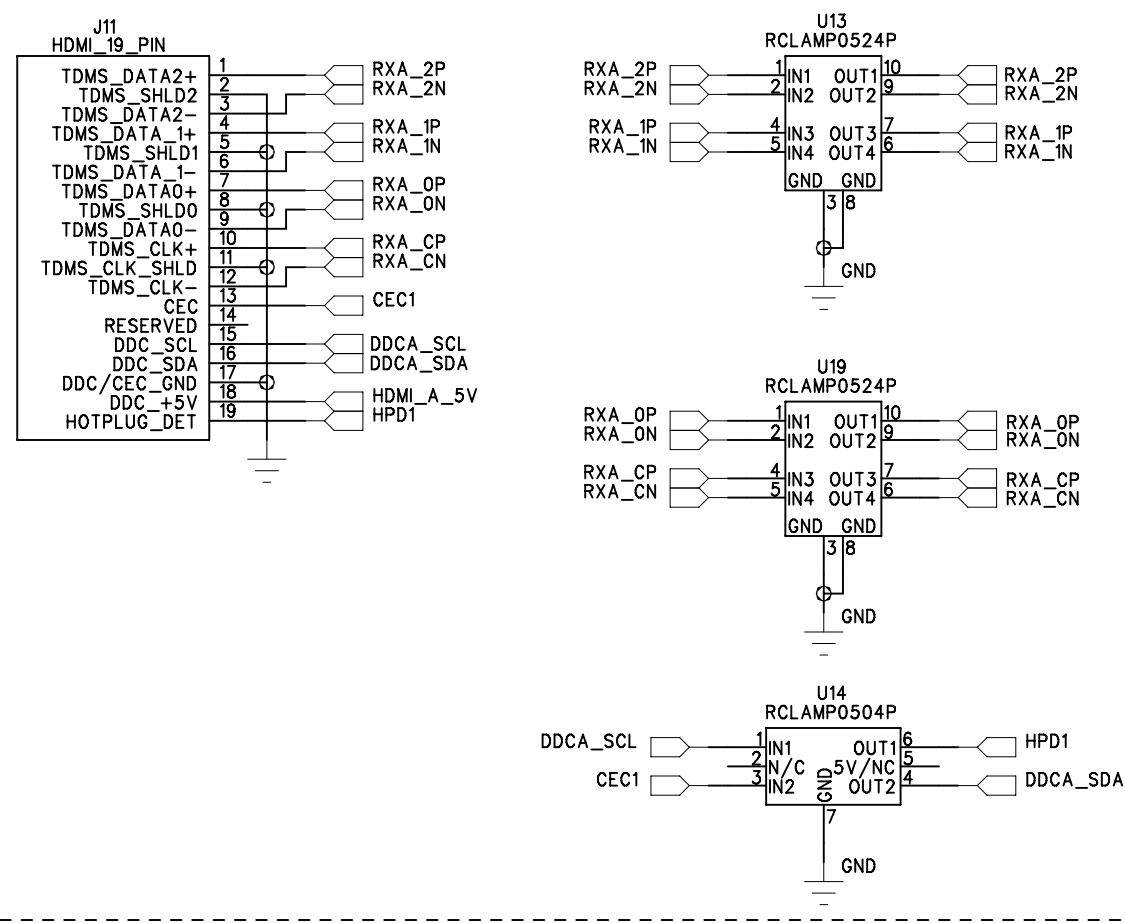 J11
HDMI_19_PIN
TDMS_DATA2+ 1 RXA_2P
TDMS_SHLD2 2 RXA_2N
TDMS_DATA2- 3
TDMS_DATA_1+ 4 RXA_1P
TDMS_SHLD1 5 RXA_1N
TDMS_DATA_1- 6
TDMS_DATA0+ 7 RXA_0P
TDMS_SHLD0 8 RXA_0N
TDMS_DATA0- 9
TDMS_CLK+ 10 RXA_CP
TDMS_CLK_SHLD 11 RXA_CN
TDMS_CLK- 12
CEC 13 CEC1
RESERVED 14
DDC_SCL 15 DDCA_SCL
DDC_SDA 16 DDCA_SDA
DDC/CEC_GND 17
DDC_+5V 18 HDMI_A_5V
HOTPLUG_DET 19 HPD1
U13
RCLAMP0524P
RXA_2P 1 IN1 OUT1 10 RXA_2P
RXA_2N 2 IN2 OUT2 9 RXA_2N
RXA_1P 4 IN3 OUT3 7 RXA_1P
RXA_1N 5 IN4 OUT4 6 RXA_1N
GND GND
3 8
GND
U19
RCLAMP0524P
RXA_0P 1 IN1 OUT1 10 RXA_0P
RXA_0N 2 IN2 OUT2 9 RXA_0N
RXA_CP 4 IN3 OUT3 7 RXA_CP
RXA_CN 5 IN4 OUT4 6 RXA_CN
GND GND
3 8
GND
U14
RCLAMP0504P
DDCA_SCL 1 IN1 OUT1 6 HPD1
2 N/C 5V/NC 5
CEC1 3 IN2 GND OUT2 4 DDCA_SDA
7
GND